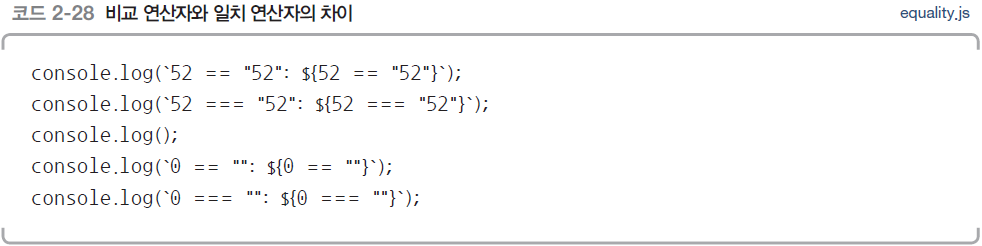 코드 2-28 비교 연산자와 일치 연산자의 차이 equality.js
console.log(`52 == "52": ${52 == "52"}`);
console.log(`52 === "52": ${52 === "52"}`);
console.log();
console.log(`0 == "": ${0 == ""}`);
console.log(`0 === "": ${0 === ""}`);